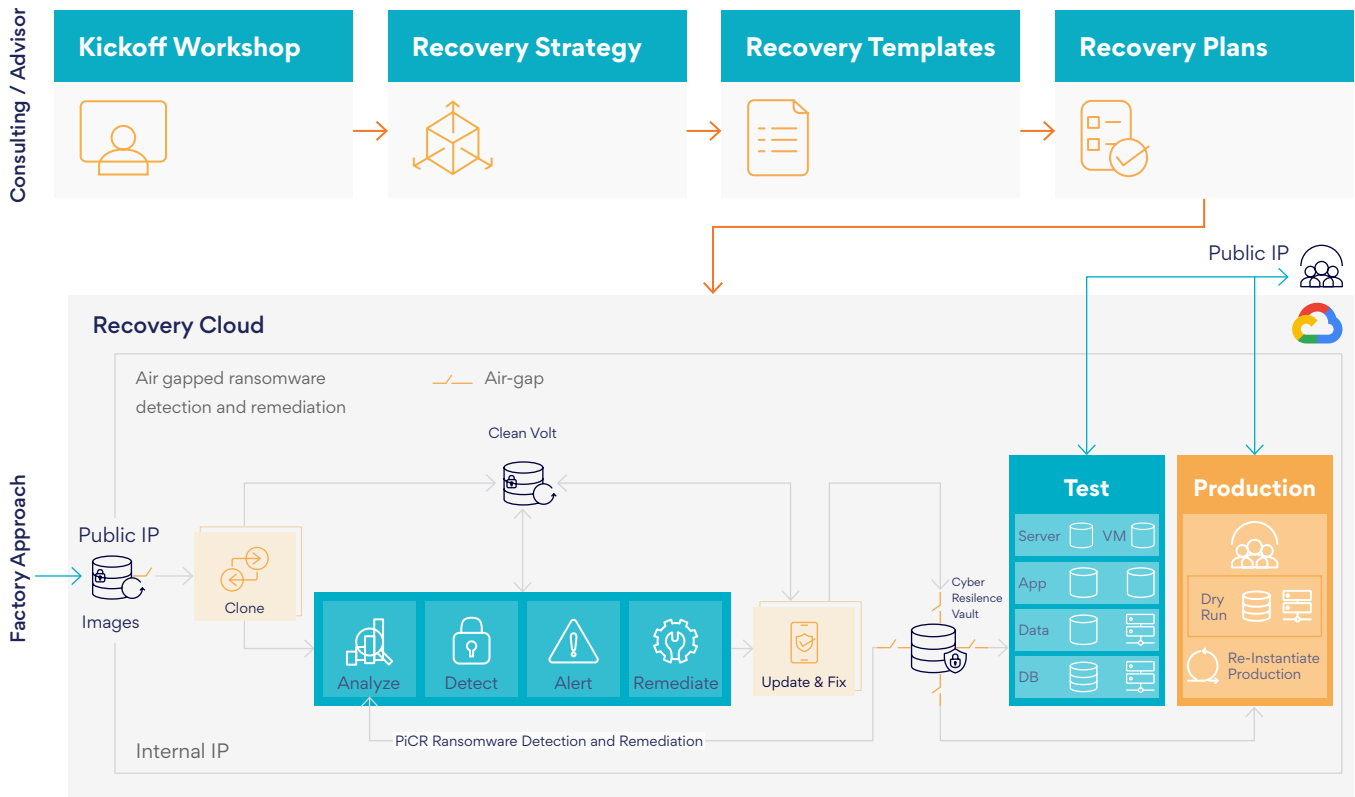 Consulting / Advisor
Kickoff Workshop
Recovery Strategy
Recovery Templates
Recovery Plans
Public IP
Recovery Cloud
Air gapped ransomware
detection and remediation
Air-gap
Clean Volt
Factory Approach
Public IP
Images
Clone
Analyze
Detect
Alert
Remediate
Update & Fix
PiCR Ransomware Detection and Remediation
Internal IP
Cyber
Resilence
Vault
Test
Server
VM
App
Data
DB
Production
Dry
Run
Re-Instantiate
Production